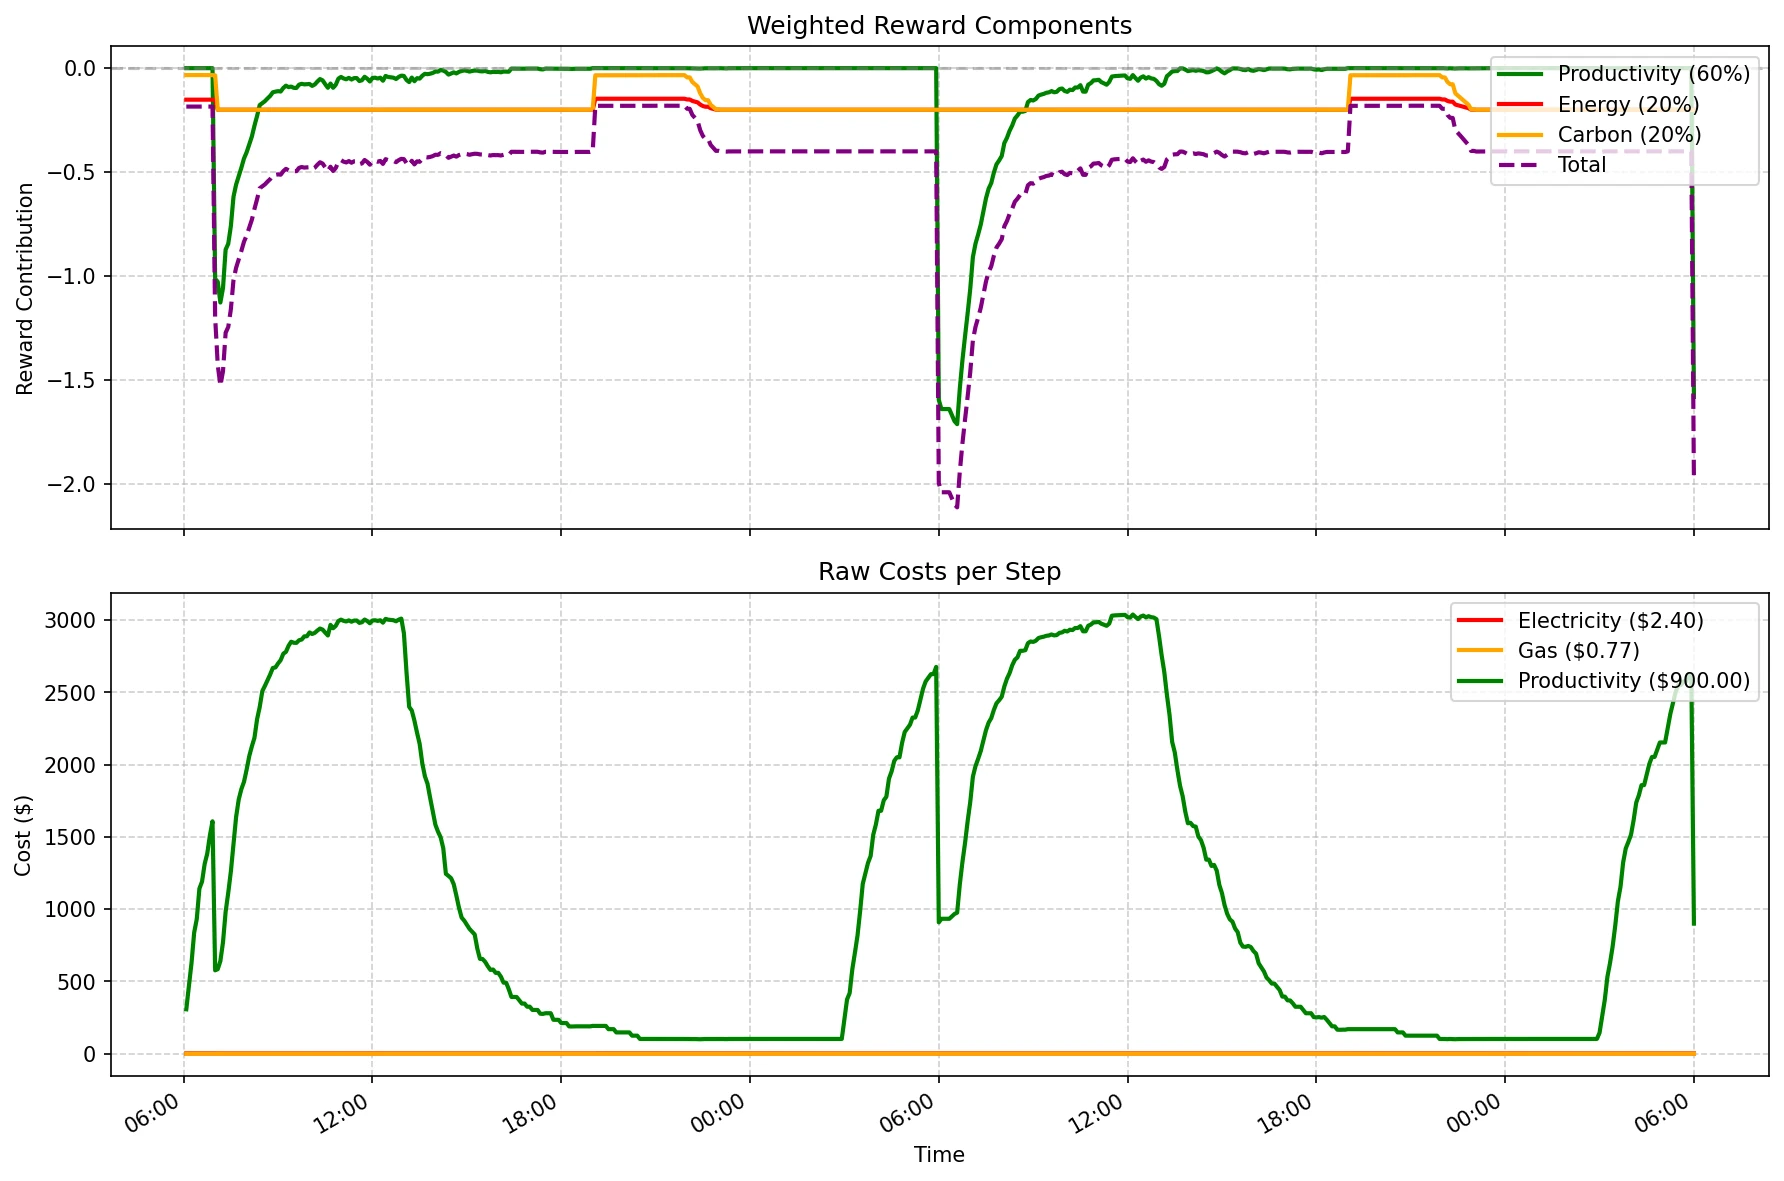 Weighted Reward Components
0.0
−0.5
−1.0
−1.5
−2.0
Reward Contribution
Productivity (60%)
Energy (20%)
Carbon (20%)
Total
Raw Costs per Step
3000
2500
2000
1500
1000
500
0
Cost ($)
Electricity ($2.40)
Gas ($0.77)
Productivity ($900.00)
06:00
12:00
18:00
00:00
06:00
12:00
18:00
00:00
06:00
Time